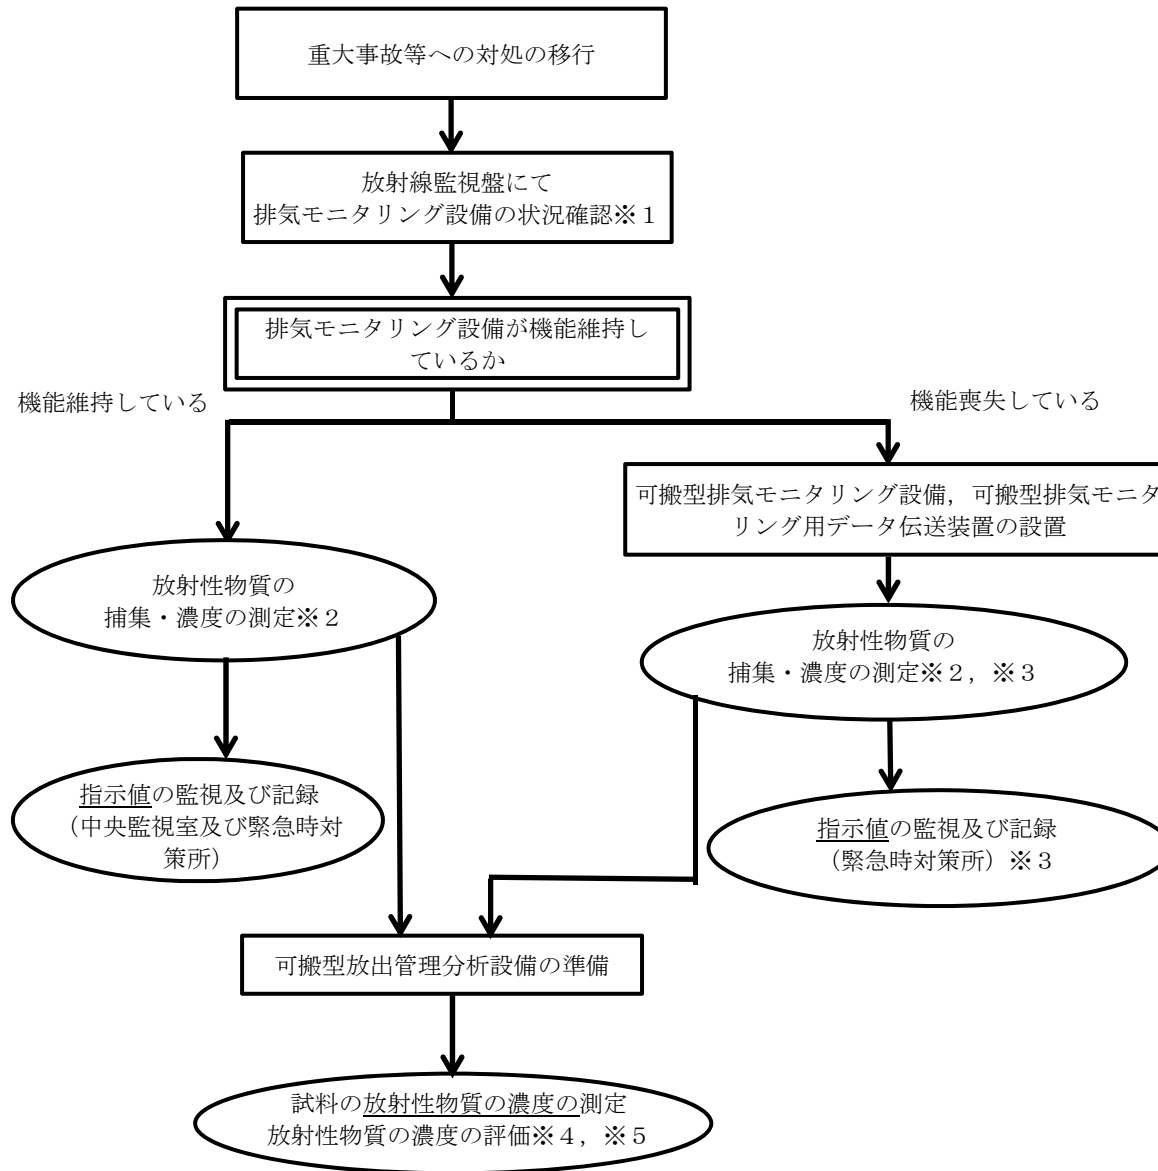 重大事故等への対処の移行
放射線監視盤にて
排気モニタリング設備の状況確認※１
排気モニタリング設備が機能維持し
ているか
機能維持している
機能喪失している
可搬型排気モニタリング設備，可搬型排気モニタ
リング用データ伝送装置の設置
放射性物質の
捕集・濃度の測定※２
放射性物質の
捕集・濃度の測定※２，※３
指示値の監視及び記録
（中央監視室及び緊急時対
策所）
指示値の監視及び記録
（緊急時対策所）※３
可搬型放出管理分析設備の準備
試料の放射性物質の濃度の測定
放射性物質の濃度の評価※４，※５